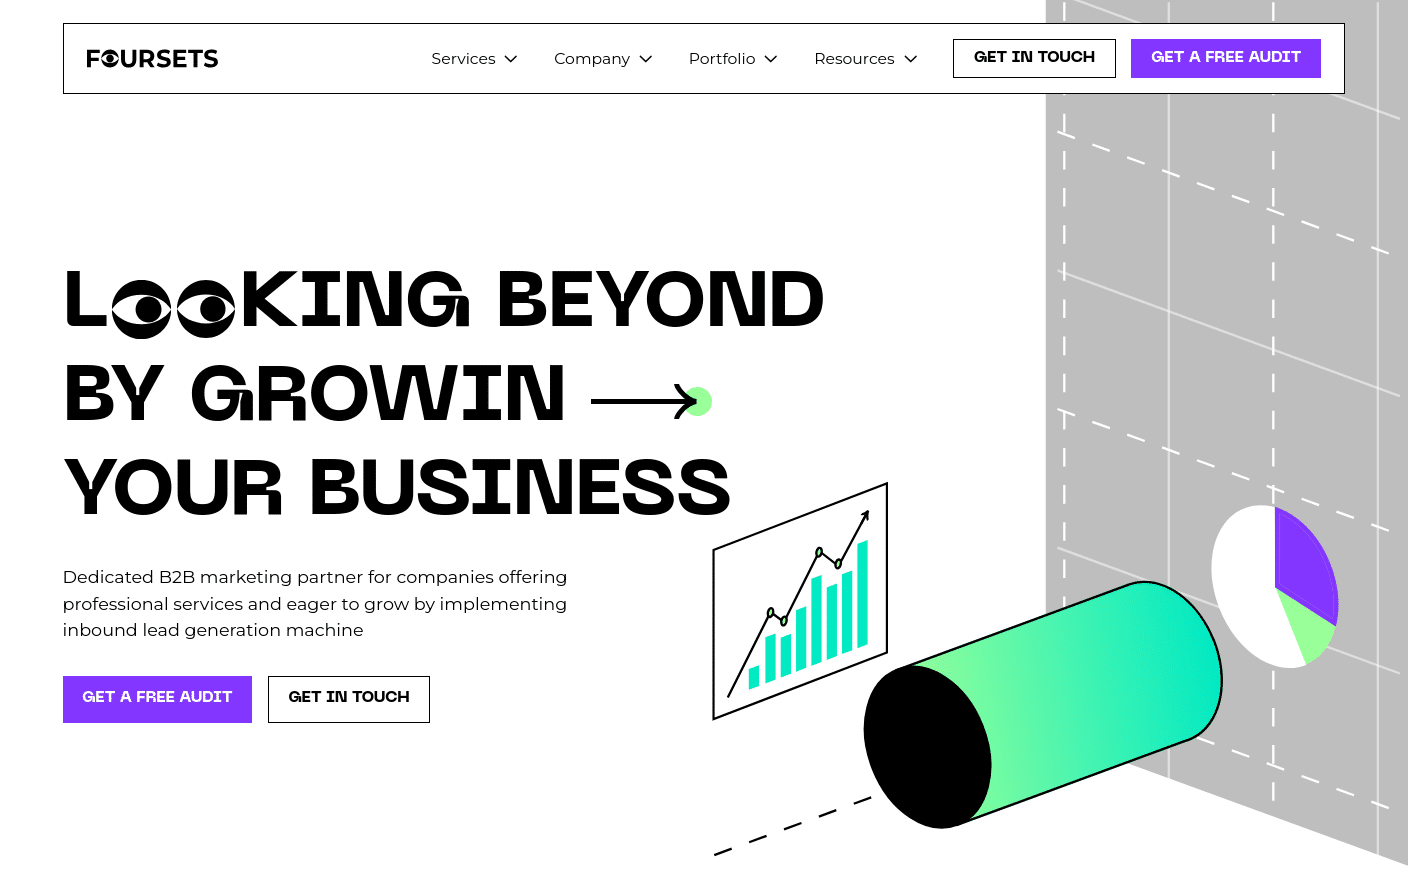 FOURSETS
Services
Company
Portfolio
Resources
GET IN TOUCH
GET A FREE AUDIT
LOOKING BEYOND
BY GROWIN
YOUR BUSINESS
Dedicated B2B marketing partner for companies offering
professional services and eager to grow by implementing
inbound lead generation machine
GET A FREE AUDIT
GET IN TOUCH